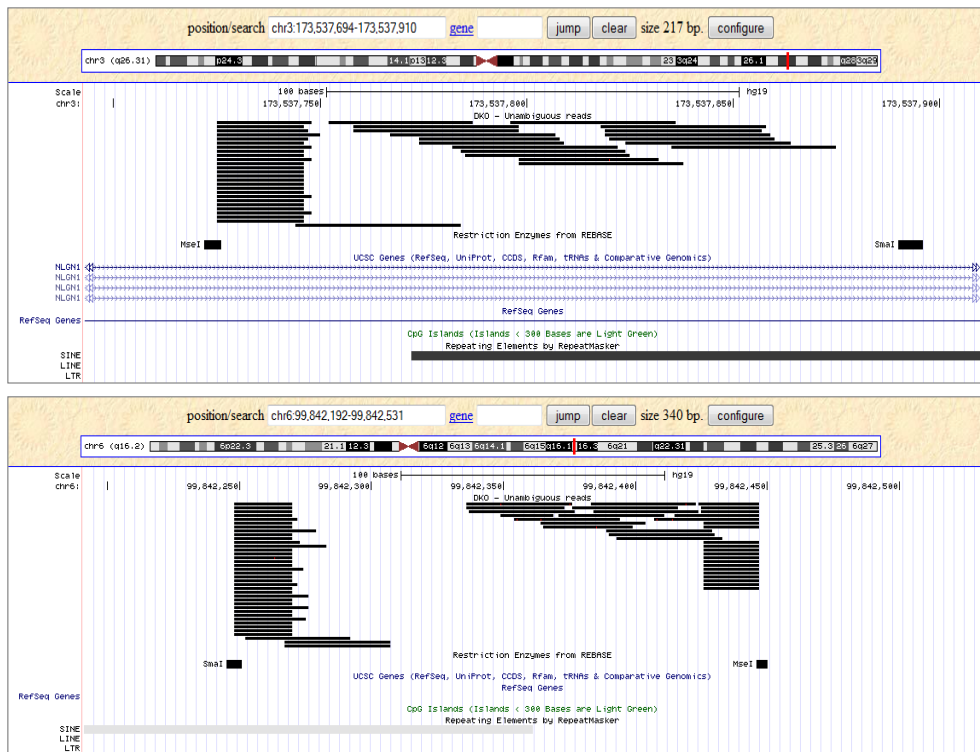 position/search chr3:173,537,694-173,537,910 gene jump clear size 217 bp. configure
chr3 (q26.31) p24.3 14.1 p13 12.3 23 3q24 26.1 q28 3q29
Scale 100 bases hg19
chr3: 173,537,750 173,537,800 173,537,850 173,537,900
DKO - Unambiguous reads
Restriction Enzymes from REBASE
MseI SmaI
UCSC Genes (RefSeq, UniProt, CCDS, Rfam, tRNAs & Comparative Genomics)
NLGN1
NLGN1
NLGN1
NLGN1
RefSeq Genes
RefSeq Genes
CpG Islands (Islands < 300 Bases are Light Green)
Repeating Elements by RepeatMasker
SINE
LINE
LTR
position/search chr6:99,842,192-99,842,531 gene jump clear size 340 bp. configure
chr6 (q16.2) 6p22.3 21.1 12.3 6q12 6q13 6q14.1 6q15 q16.1 16.3 6q21 q22.31 25.3 26 6q27
Scale 100 bases hg19
chr6: 99,842,250 99,842,300 99,842,350 99,842,400 99,842,450 99,842,500
DKO - Unambiguous reads
Restriction Enzymes from REBASE
SmaI MseI
UCSC Genes (RefSeq, UniProt, CCDS, Rfam, tRNAs & Comparative Genomics)
RefSeq Genes
RefSeq Genes
CpG Islands (Islands < 300 Bases are Light Green)
Repeating Elements by RepeatMasker
SINE
LINE
LTR